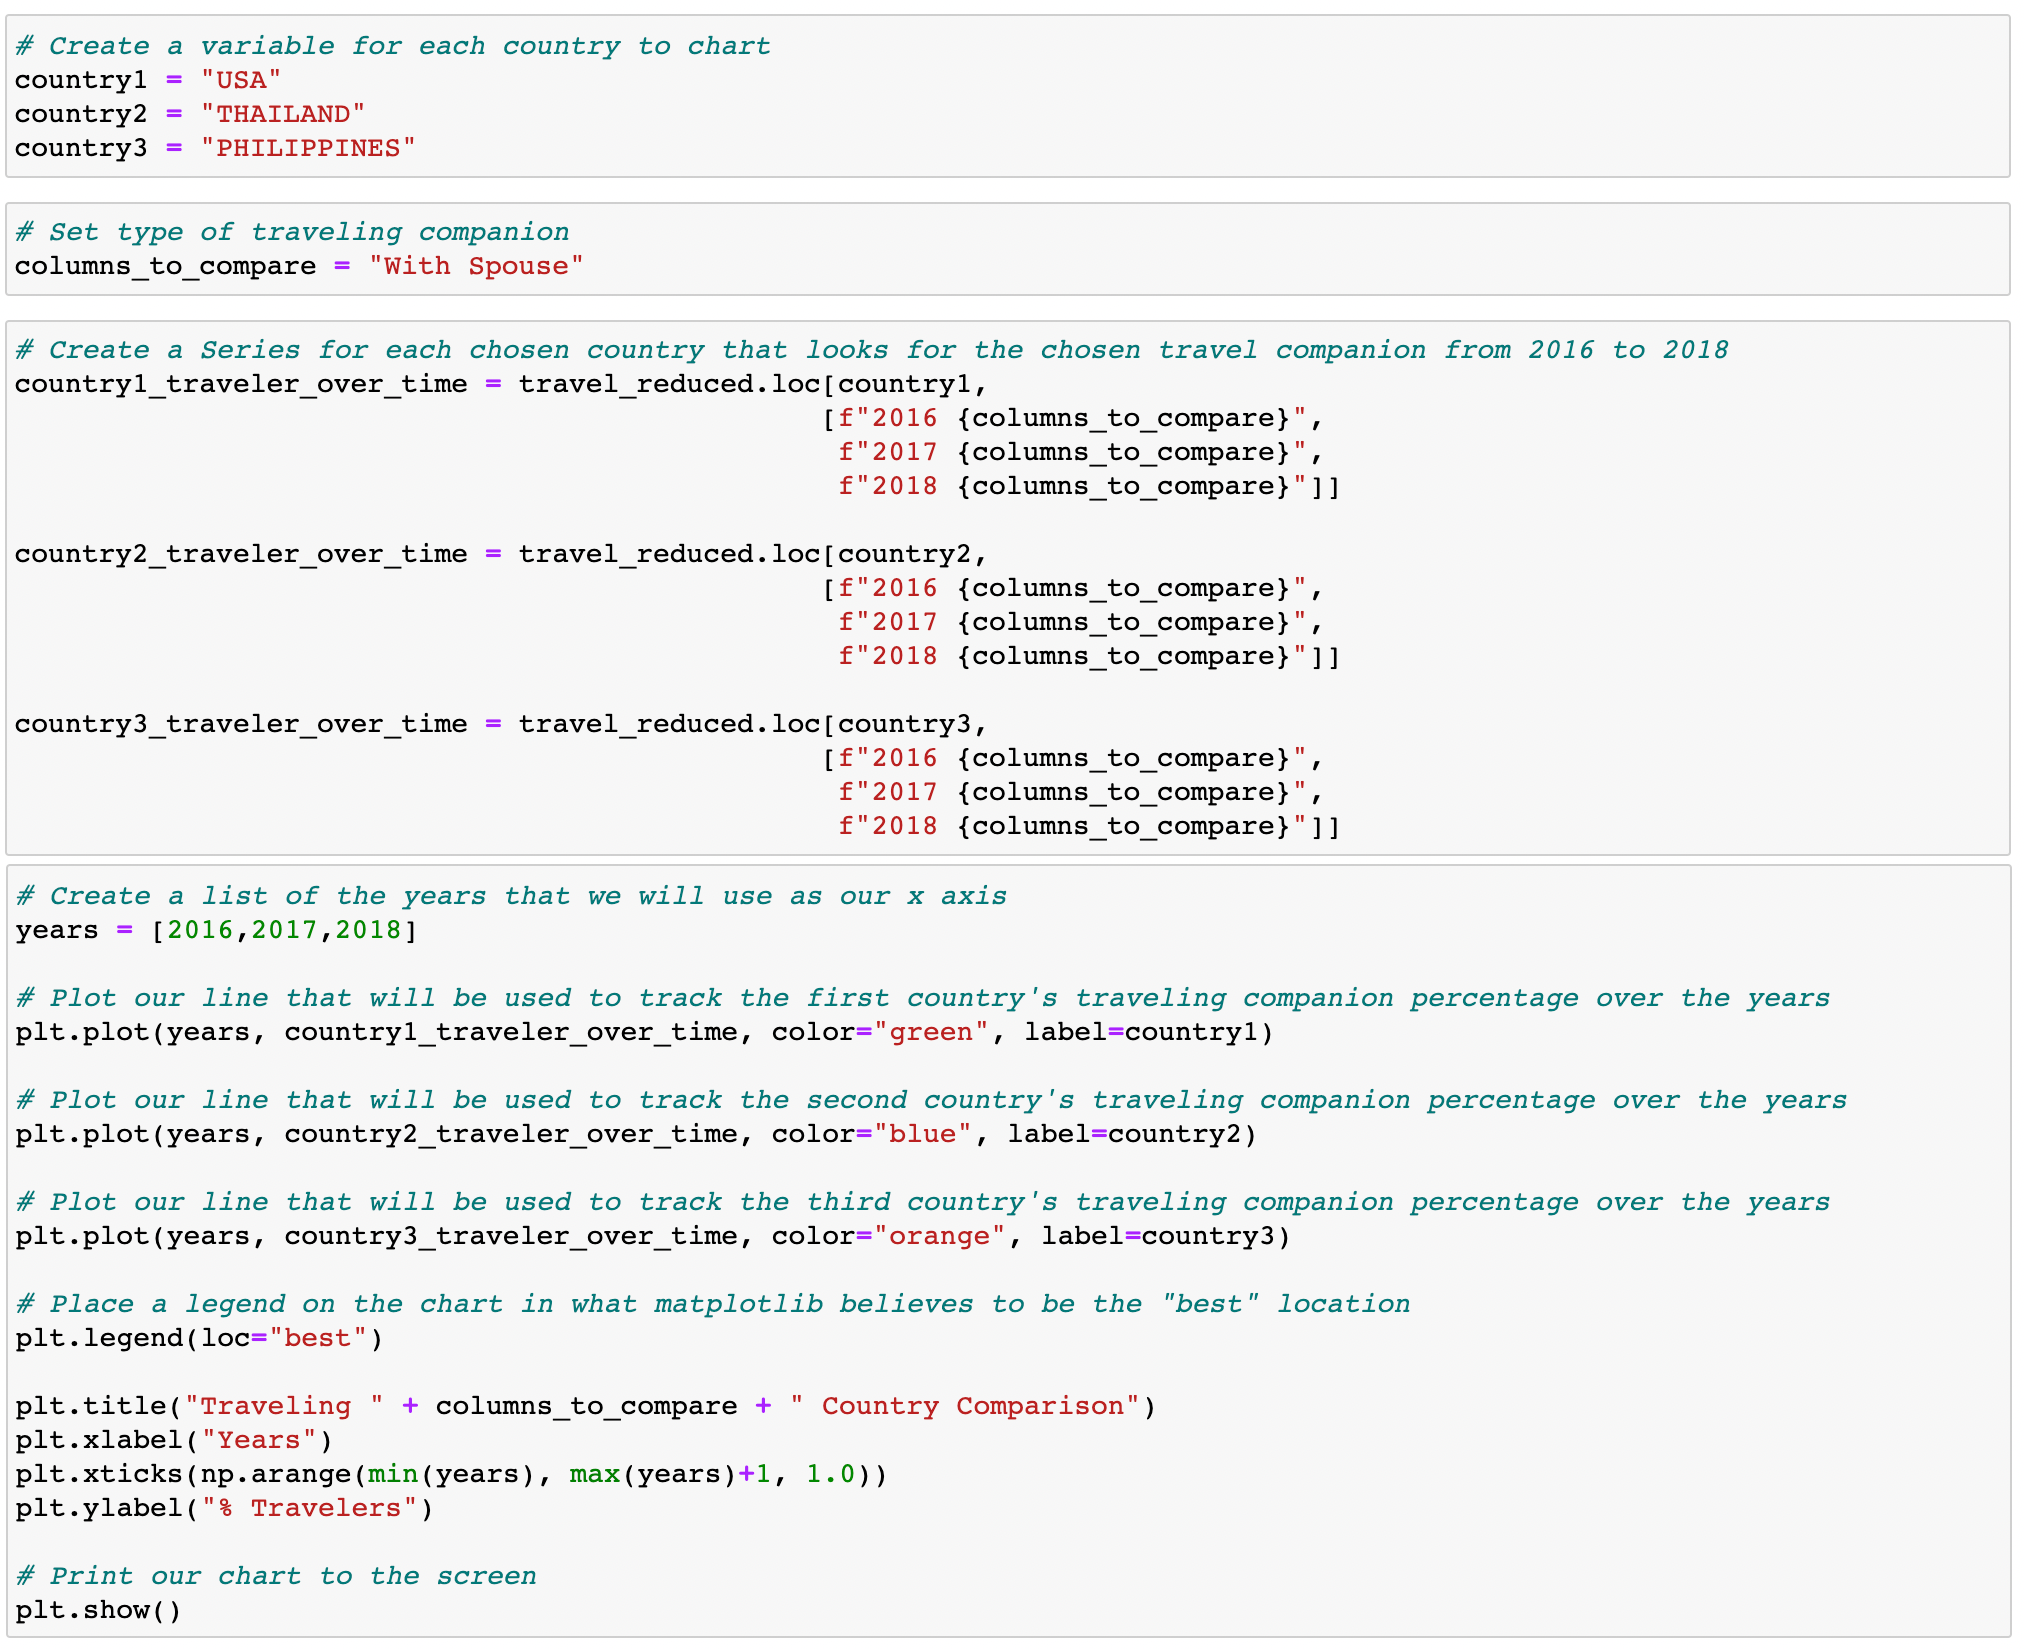 # Create a variable for each country to chart
country1 = "USA"
country2 = "THAILAND"
country3 = "PHILIPPINES"
# Set type of traveling companion
columns_to_compare = "With Spouse"
# Create a Series for each chosen country that looks for the chosen travel companion from 2016 to 2018
country1_traveler_over_time = travel_reduced.loc[country1,
                                                [f"2016 {columns_to_compare}",
                                                 f"2017 {columns_to_compare}",
                                                 f"2018 {columns_to_compare}"]]
country2_traveler_over_time = travel_reduced.loc[country2,
                                                [f"2016 {columns_to_compare}",
                                                 f"2017 {columns_to_compare}",
                                                 f"2018 {columns_to_compare}"]]
country3_traveler_over_time = travel_reduced.loc[country3,
                                                [f"2016 {columns_to_compare}",
                                                 f"2017 {columns_to_compare}",
                                                 f"2018 {columns_to_compare}"]]
# Create a list of the years that we will use as our x axis
years = [2016,2017,2018]
# Plot our line that will be used to track the first country's traveling companion percentage over the years
plt.plot(years, country1_traveler_over_time, color="green", label=country1)
# Plot our line that will be used to track the second country's traveling companion percentage over the years
plt.plot(years, country2_traveler_over_time, color="blue", label=country2)
# Plot our line that will be used to track the third country's traveling companion percentage over the years
plt.plot(years, country3_traveler_over_time, color="orange", label=country3)
# Place a legend on the chart in what matplotlib believes to be the "best" location
plt.legend(loc="best")
plt.title("Traveling " + columns_to_compare + " Country Comparison")
plt.xlabel("Years")
plt.xticks(np.arange(min(years), max(years)+1, 1.0))
plt.ylabel("% Travelers")
# Print our chart to the screen
plt.show()